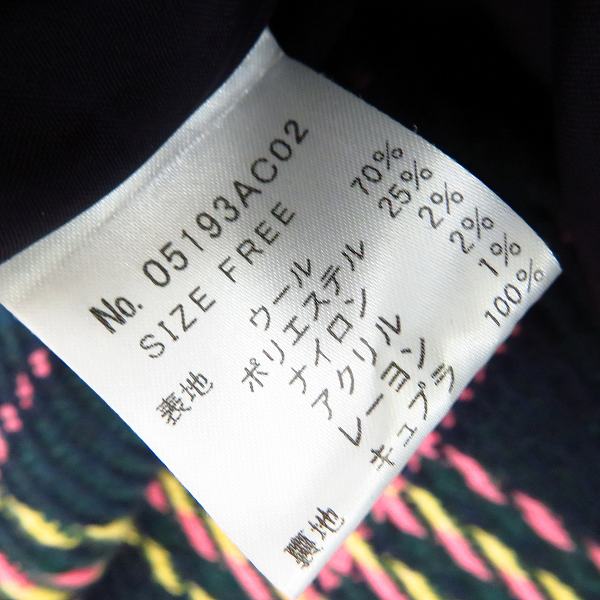 No. 05193AC02
SIZE FREE
表地 ウール 70%
ポリエステル 25%
ナイロン 2%
アクリル 2%
レーヨン 1%
裏地 キュプラ 100%